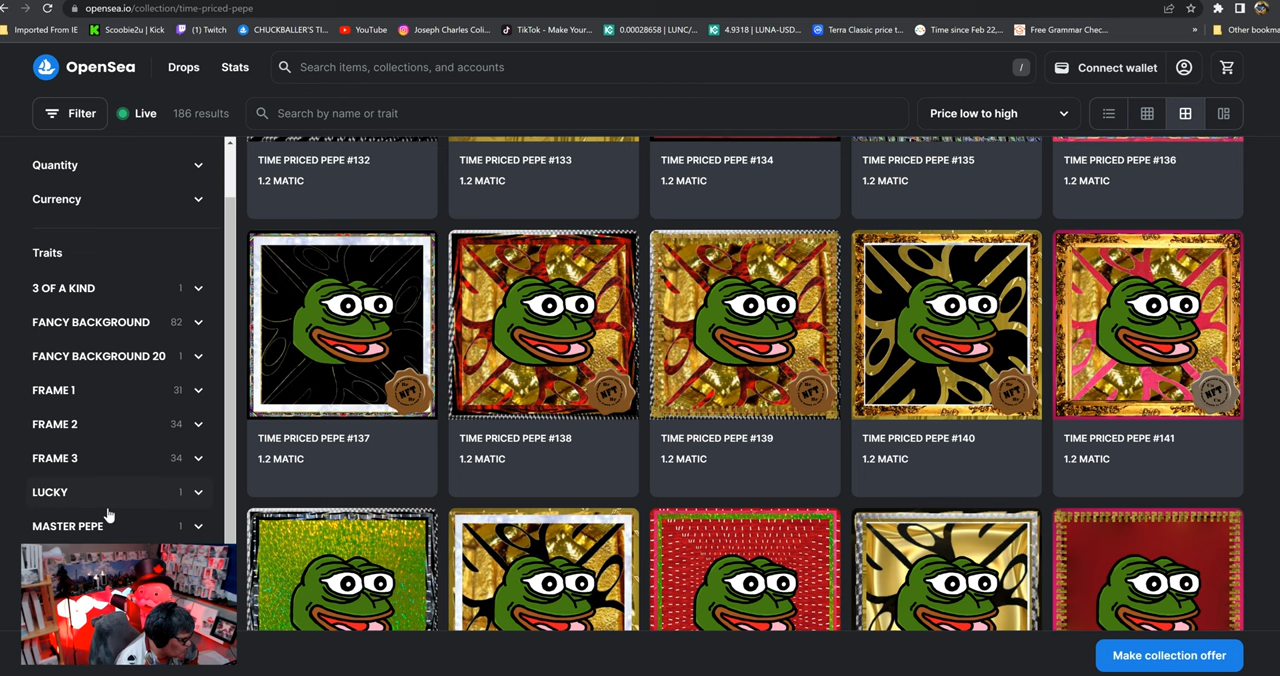 opensea.io/collection/time-priced-pepe
Imported From IE
Scoobie2u | Kick
(1) Twitch
CHUCKBALLER'S TI...
YouTube
Joseph Charles Coli...
TikTok - Make Your...
0.00028658 | LUNC/...
4.9318 | LUNA-USD...
Terra Classic price t...
Time since Feb 22,...
Free Grammar Chec...
»
Other bookma
OpenSea
Drops
Stats
Search items, collections, and accounts
/
Connect wallet
Filter
Live
186 results
Search by name or trait
Price low to high
Quantity
Currency
Traits
3 OF A KIND 1
FANCY BACKGROUND 82
FANCY BACKGROUND 20 1
FRAME 1 31
FRAME 2 34
FRAME 3 34
LUCKY 1
MASTER PEPE 1
TIME PRICED PEPE #132
1.2 MATIC
TIME PRICED PEPE #133
1.2 MATIC
TIME PRICED PEPE #134
1.2 MATIC
TIME PRICED PEPE #135
1.2 MATIC
TIME PRICED PEPE #136
1.2 MATIC
NFT
NFT
NFT
NFT
NFT
TIME PRICED PEPE #137
1.2 MATIC
TIME PRICED PEPE #138
1.2 MATIC
TIME PRICED PEPE #139
1.2 MATIC
TIME PRICED PEPE #140
1.2 MATIC
TIME PRICED PEPE #141
1.2 MATIC
Make collection offer